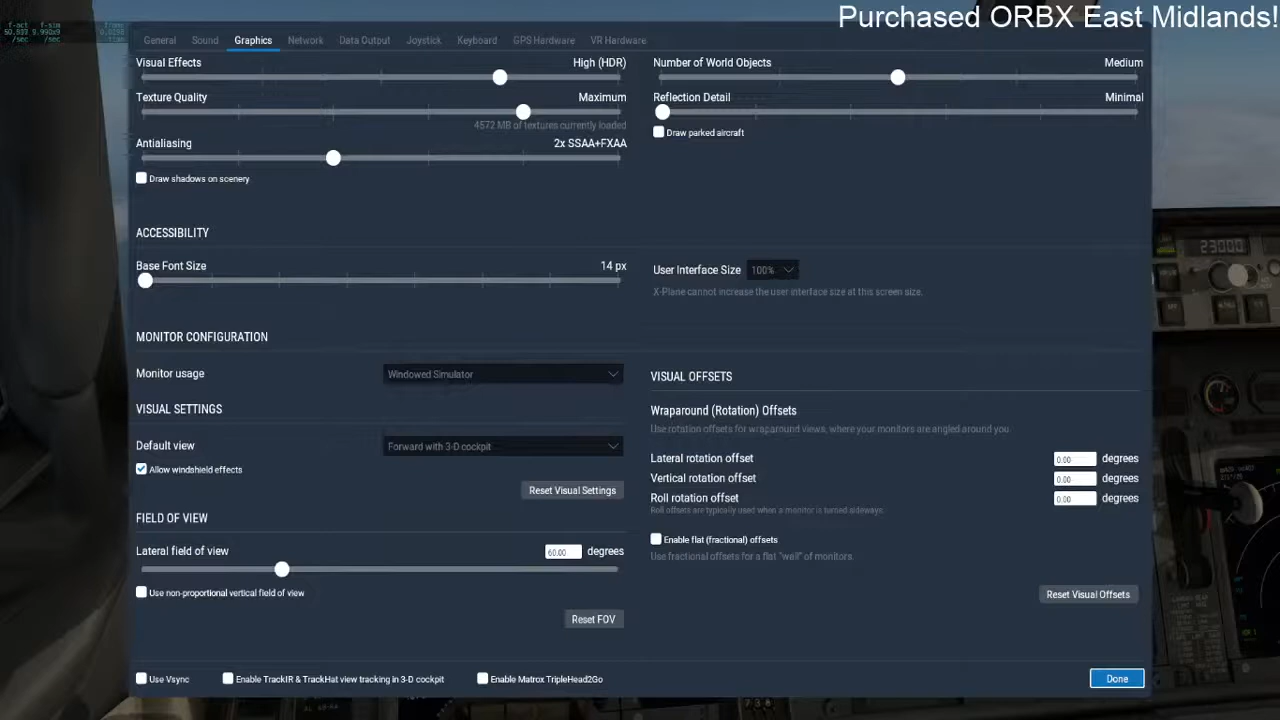 Purchased ORBX East Midlands!
f-act f-sim frame
/sec /sec time
General Sound Graphics Network Data Output Joystick Keyboard GPS Hardware VR Hardware
Visual Effects High (HDR)
Number of World Objects Medium
Texture Quality Maximum
4572 MB of textures currently loaded
Reflection Detail Minimal
Draw parked aircraft
Antialiasing 2x SSAA+FXAA
Draw shadows on scenery
ACCESSIBILITY
Base Font Size 14 px
User Interface Size 100%
X-Plane cannot increase the user interface size at this screen size.
MONITOR CONFIGURATION
Monitor usage Windowed Simulator
VISUAL SETTINGS
Default view Forward with 3-D cockpit
Allow windshield effects
Reset Visual Settings
FIELD OF VIEW
Lateral field of view 60.00 degrees
Use non-proportional vertical field of view
Reset FOV
VISUAL OFFSETS
Wraparound (Rotation) Offsets
Use rotation offsets for wraparound views, where your monitors are angled around you.
Lateral rotation offset 0.00 degrees
Vertical rotation offset 0.00 degrees
Roll rotation offset 0.00 degrees
Roll offsets are typically used when a monitor is turned sideways.
Enable flat (fractional) offsets
Use fractional offsets for a flat "wall" of monitors.
Reset Visual Offsets
Use Vsync Enable TrackIR & TrackHat view tracking in 3-D cockpit Enable Matrox TripleHead2Go
Done
23000